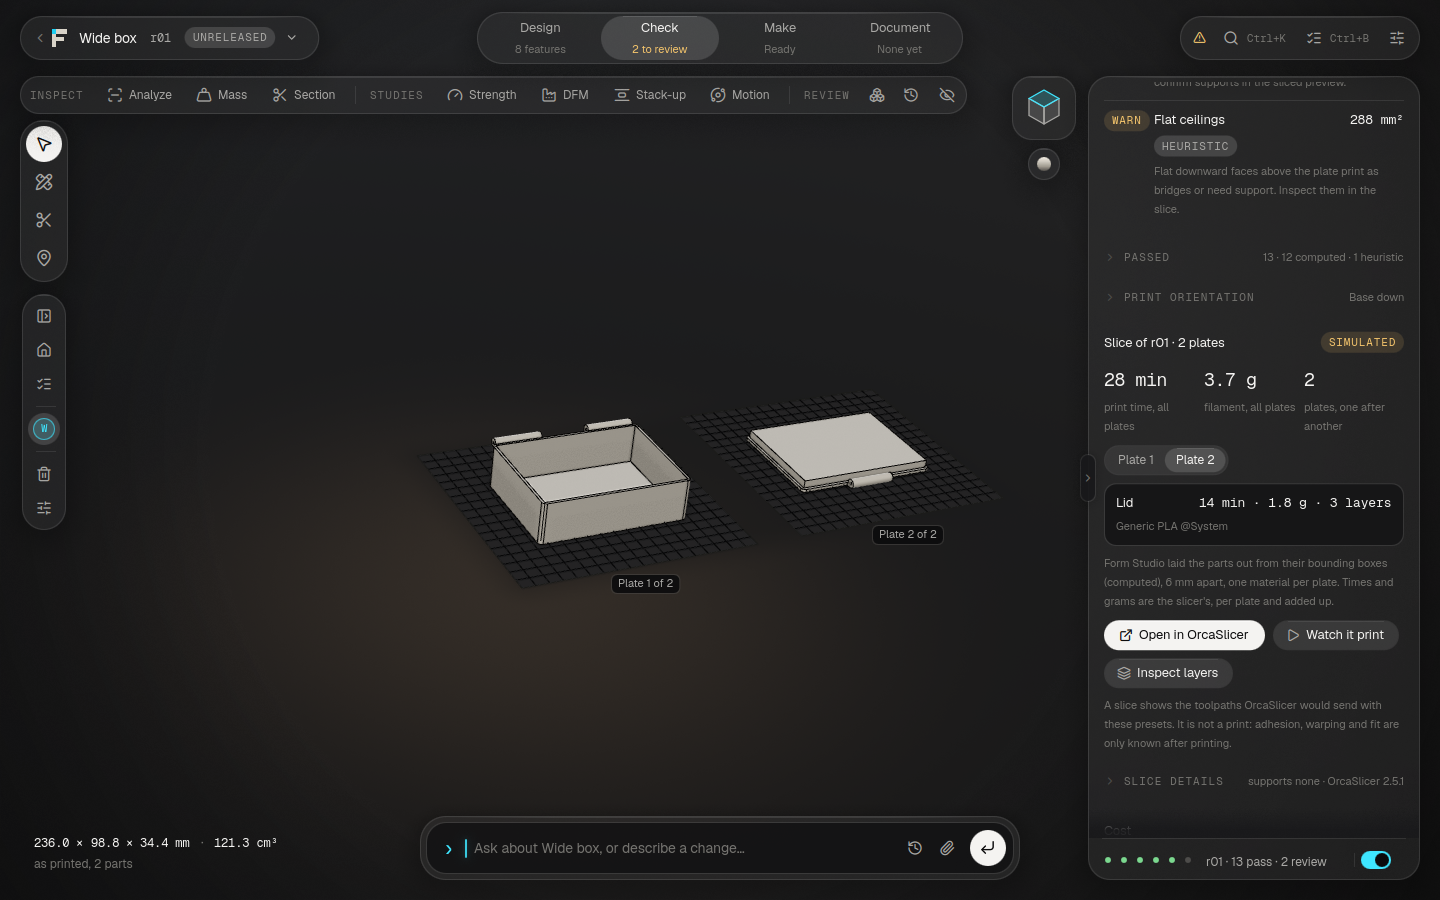 Wide box r01 UNRELEASED
Design
8 features
Check
2 to review
Make
Ready
Document
None yet
Ctrl+K
Ctrl+B
INSPECT Analyze Mass Section STUDIES Strength DFM Stack-up Motion REVIEW
W
confirm supports in the sliced preview.
WARN Flat ceilings 288 mm²
HEURISTIC
Flat downward faces above the plate print as
bridges or need support. Inspect them in the
slice.
PASSED 13 · 12 computed · 1 heuristic
PRINT ORIENTATION Base down
Slice of r01 · 2 plates SIMULATED
28 min 3.7 g 2
print time, all
plates
filament, all plates
plates, one after
another
Plate 1 Plate 2
Lid 14 min · 1.8 g · 3 layers
Generic PLA @System
Form Studio laid the parts out from their bounding boxes
(computed), 6 mm apart, one material per plate. Times and
grams are the slicer's, per plate and added up.
Open in OrcaSlicer Watch it print
Inspect layers
A slice shows the toolpaths OrcaSlicer would send with
these presets. It is not a print: adhesion, warping and fit are
only known after printing.
SLICE DETAILS supports none · OrcaSlicer 2.5.1
Cost
r01 · 13 pass · 2 review
Plate 2 of 2
Plate 1 of 2
236.0 × 98.8 × 34.4 mm · 121.3 cm³
as printed, 2 parts
Ask about Wide box, or describe a change...